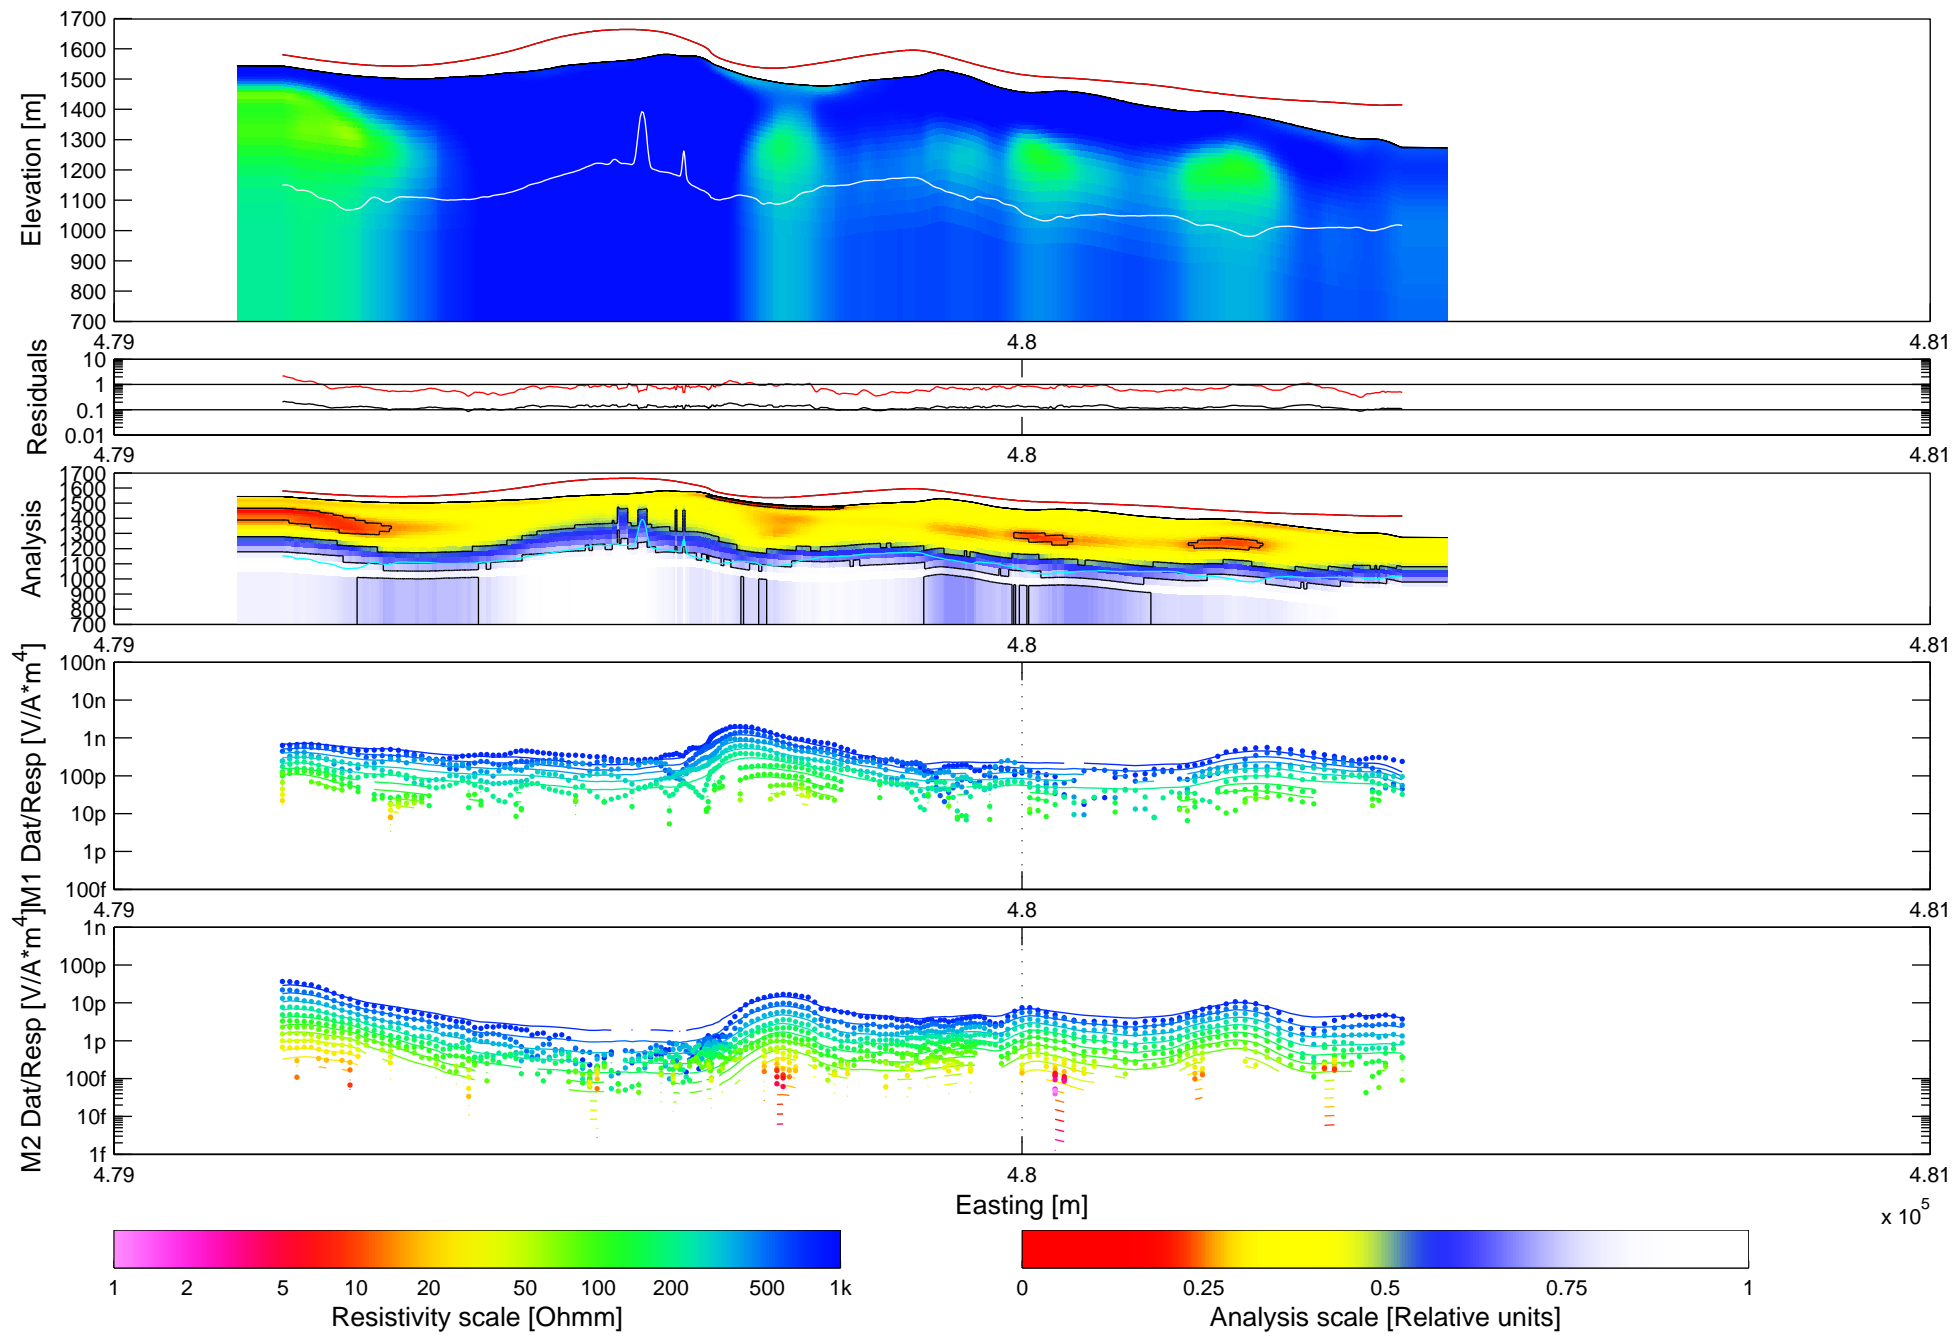 1700
1600
1500
1400
1300
1200
1100
1000
900
800
700
Elevation [m]
4.79 4.8 4.81
10
1
0.1
0.01
Residuals
4.79 4.8 4.81
1700
1600
1500
1400
1300
1200
1100
1000
900
800
700
Analysis
4.79 4.8 4.81
100n
10n
1n
100p
10p
1p
100f
M1 Dat/Resp [V/A*m4]
4.79 4.8 4.81
1n
100p
10p
1p
100f
10f
1f
M2 Dat/Resp [V/A*m4]
4.79 4.8 4.81
Easting [m]
x 105
1 2 5 10 20 50 100 200 500 1k
Resistivity scale [Ohmm]
0 0.25 0.5 0.75 1
Analysis scale [Relative units]